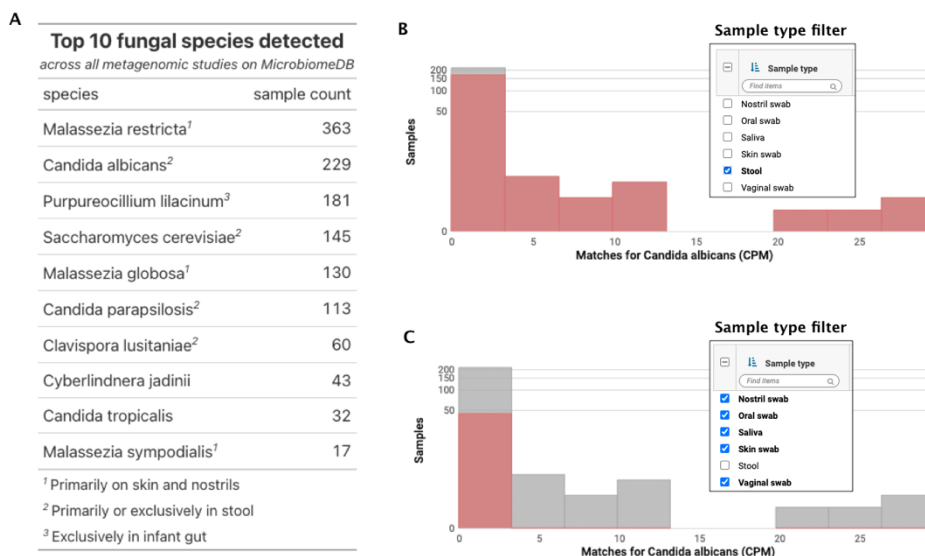 A
Top 10 fungal species detected
across all metagenomic studies on MicrobiomeDB
species sample count
Malassezia restricta¹ 363
Candida albicans² 229
Purpureocillium lilacinum³ 181
Saccharomyces cerevisiae² 145
Malassezia globosa¹ 130
Candida parapsilosis² 113
Clavispora lusitaniae² 60
Cyberlindnera jadinii 43
Candida tropicalis 32
Malassezia sympodialis¹ 17
¹ Primarily on skin and nostrils
² Primarily or exclusively in stool
³ Exclusively in infant gut
B
Sample type filter
Sample type
Find items
Nostril swab
Oral swab
Saliva
Skin swab
Stool
Vaginal swab
Samples
200
150
100
50
0
0 5 10 15 20 25
Matches for Candida albicans (CPM)
C
Sample type filter
Sample type
Find items
Nostril swab
Oral swab
Saliva
Skin swab
Stool
Vaginal swab
Samples
200
150
100
50
0
0 5 10 15 20 25
Matches for Candida albicans (CPM)